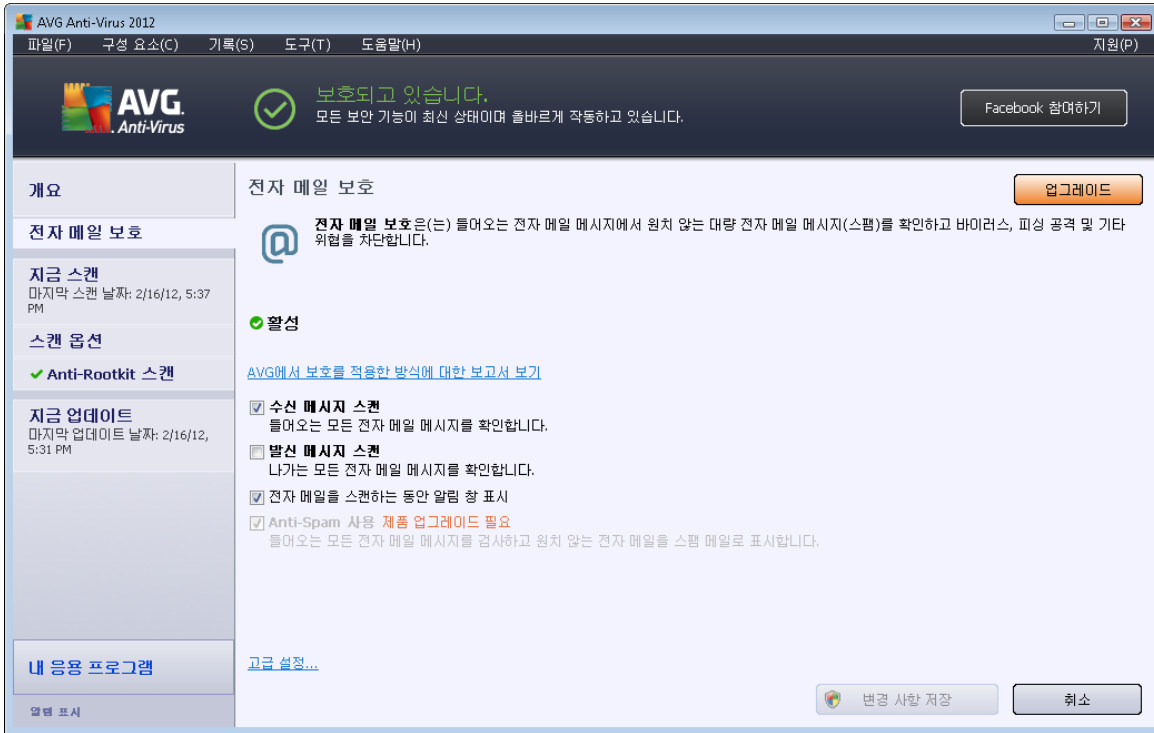 AVG Anti-Virus 2012
파일(F) 구성 요소(C) 기록(S) 도구(T) 도움말(H) 지원(P)
AVG.
Anti-Virus
보호되고 있습니다.
모든 보안 기능이 최신 상태이며 올바르게 작동하고 있습니다.
Facebook 참여하기
개요
전자 메일 보호
지금 스캔
마지막 스캔 날짜: 2/16/12, 5:37
PM
스캔 옵션
Anti-Rootkit 스캔
지금 업데이트
마지막 업데이트 날짜: 2/16/12,
5:31 PM
내 응용 프로그램
알림 표시
전자 메일 보호
업그레이드
전자 메일 보호은(는) 들어오는 전자 메일 메시지에서 원치 않는 대량 전자 메일 메시지(스팸)를 확인하고 바이러스, 피싱 공격 및 기타
위협을 차단합니다.
활성
AVG에서 보호를 적용한 방식에 대한 보고서 보기
수신 메시지 스캔
들어오는 모든 전자 메일 메시지를 확인합니다.
발신 메시지 스캔
나가는 모든 전자 메일 메시지를 확인합니다.
전자 메일을 스캔하는 동안 알림 창 표시
Anti-Spam 사용 제품 업그레이드 필요
들어오는 모든 전자 메일 메시지를 검사하고 원치 않는 전자 메일을 스팸 메일로 표시합니다.
고급 설정...
변경 사항 저장
취소